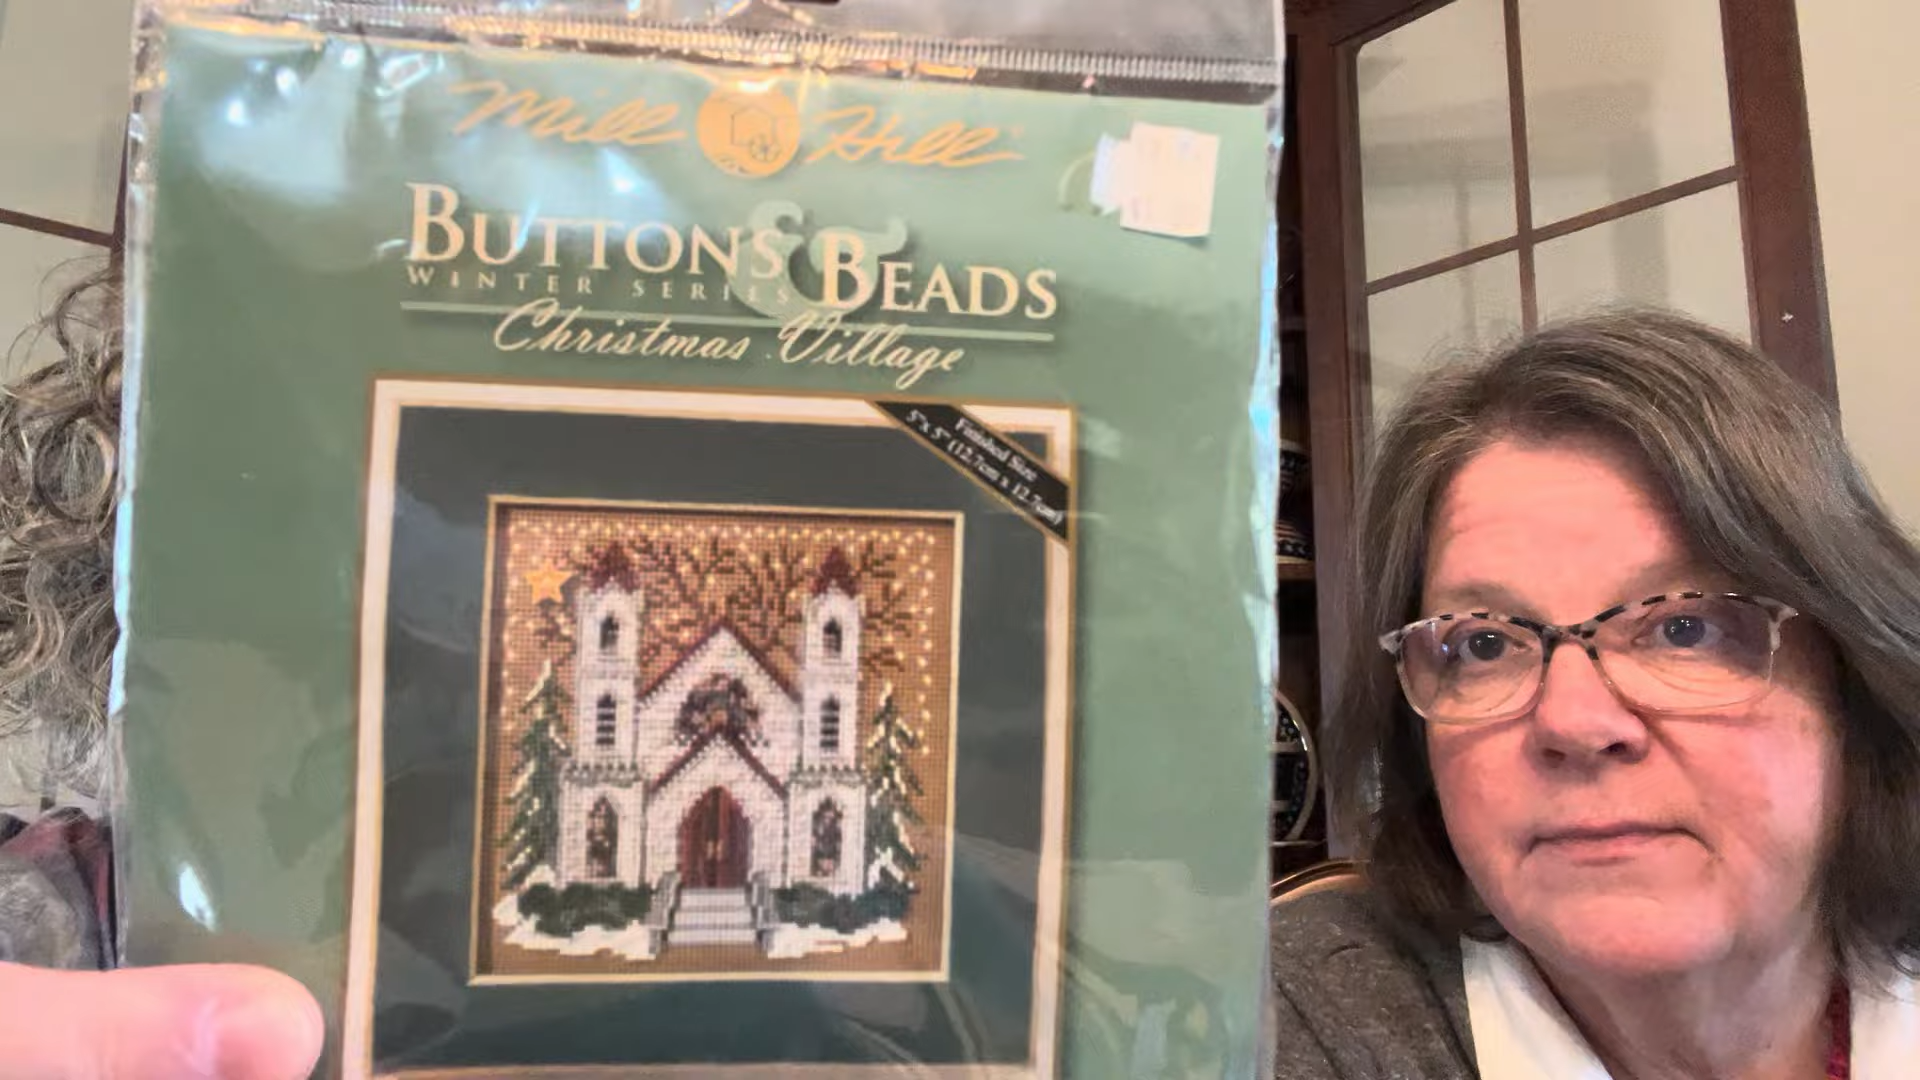 Mill Hill
BUTTONS & BEADS
WINTER SERIES
Christmas Village
Finished Size
5" x 5" (12.7cm x 12.7cm)